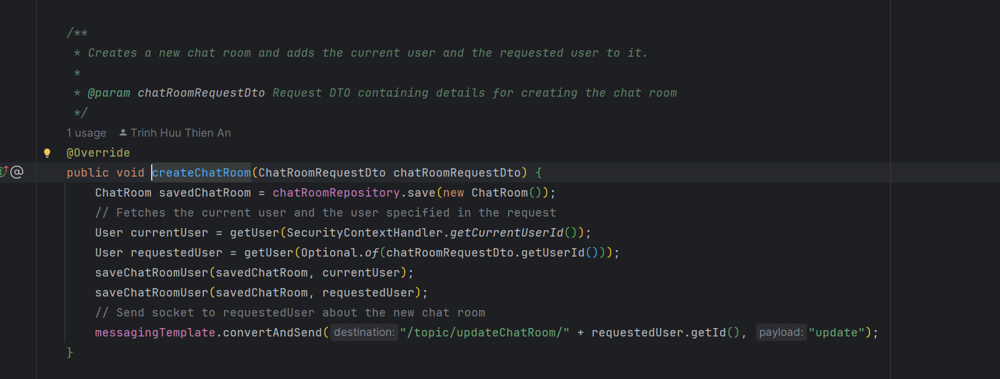 /**
 * Creates a new chat room and adds the current user and the requested user to it.
 *
 * @param chatRoomRequestDto Request DTO containing details for creating the chat room
 */
1 usage Trinh Huu Thien An
@Override
public void createChatRoom(ChatRoomRequestDto chatRoomRequestDto) {
ChatRoom savedChatRoom = chatRoomRepository.save(new ChatRoom());
// Fetches the current user and the user specified in the request
User currentUser = getUser(SecurityContextHandler.getCurrentUserId());
User requestedUser = getUser(Optional.of(chatRoomRequestDto.getUserId()));
saveChatRoomUser(savedChatRoom, currentUser);
saveChatRoomUser(savedChatRoom, requestedUser);
// Send socket to requestedUser about the new chat room
messagingTemplate.convertAndSend( destination: "/topic/updateChatRoom/" + requestedUser.getId(), payload: "update");
}